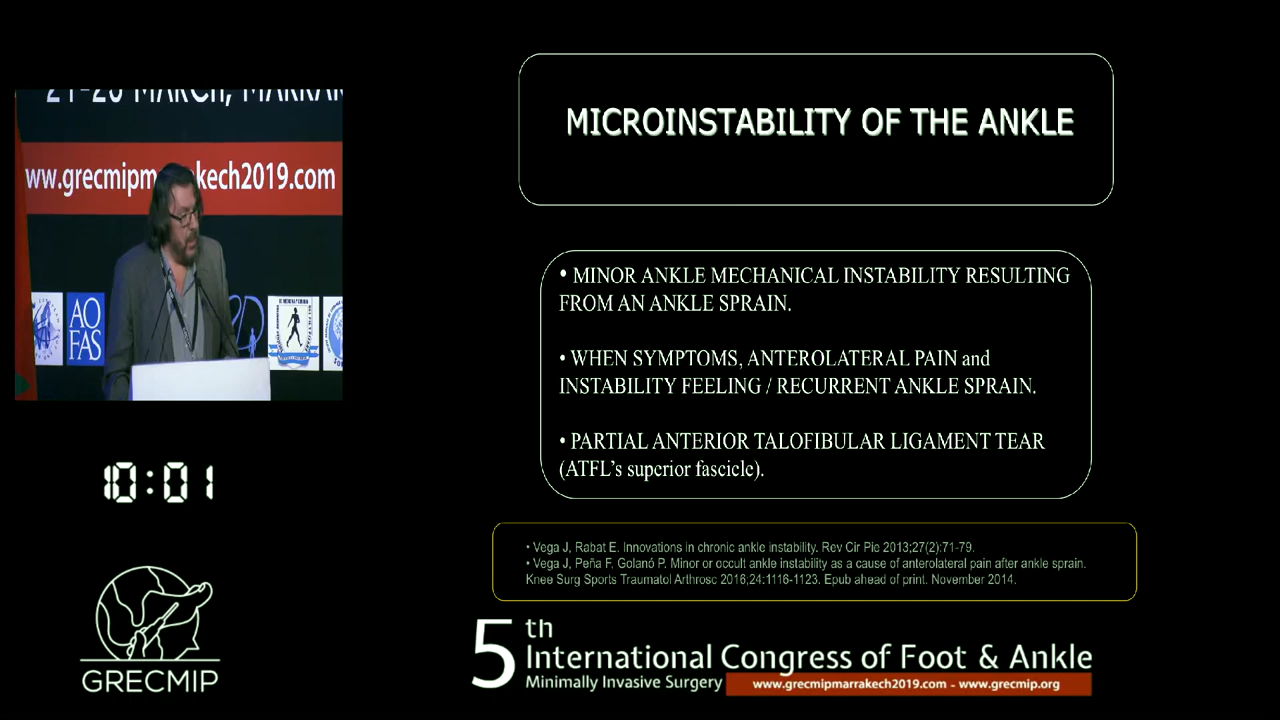 21-23 MARCH, MARRAK
ww.grecmipm kech2019.com
AO
FAS
10:01
GRECMIP
MICROINSTABILITY OF THE ANKLE
• MINOR ANKLE MECHANICAL INSTABILITY RESULTING
FROM AN ANKLE SPRAIN.
• WHEN SYMPTOMS, ANTEROLATERAL PAIN and
INSTABILITY FEELING / RECURRENT ANKLE SPRAIN.
• PARTIAL ANTERIOR TALOFIBULAR LIGAMENT TEAR
(ATFL's superior fascicle).
• Vega J, Rabat E. Innovations in chronic ankle instability. Rev Cir Pie 2013;27(2):71-79.
• Vega J, Peña F, Golanó P. Minor or occult ankle instability as a cause of anterolateral pain after ankle sprain.
Knee Surg Sports Traumatol Arthrosc 2016;24:1116-1123. Epub ahead of print. November 2014.
5th
International Congress of Foot & Ankle
Minimally Invasive Surgery
www.grecmipmarrakech2019.com - www.grecmip.org